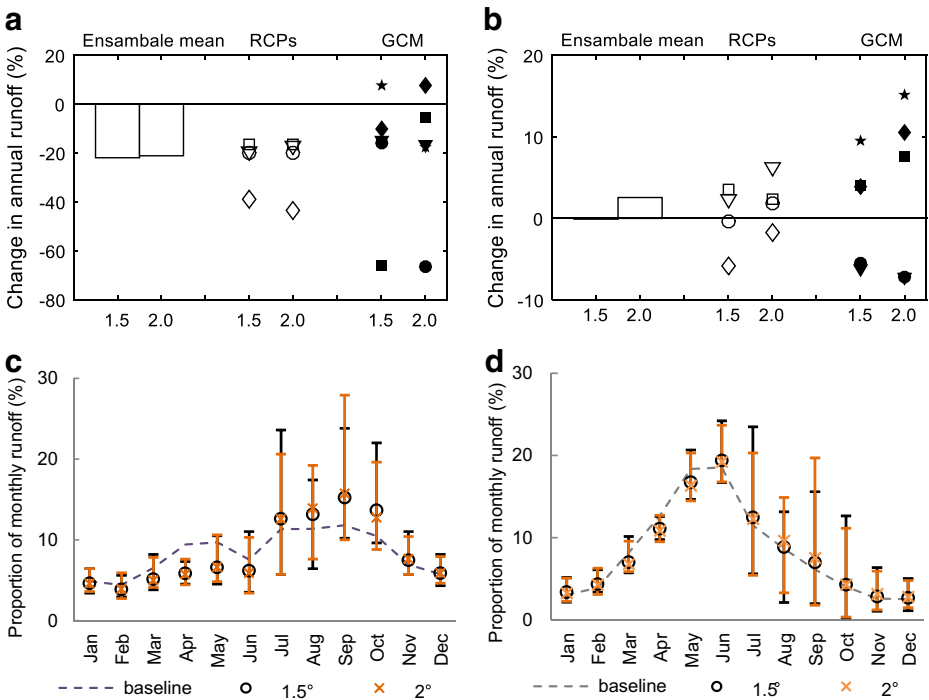 a
Ensambale mean RCPs GCM
Change in annual runoff (%)
20
0
-20
-40
-60
-80
1.5 2.0 1.5 2.0 1.5 2.0
b
Ensambale mean RCPs GCM
Change in annual runoff (%)
20
10
0
-10
1.5 2.0 1.5 2.0 1.5 2.0
c
Proportion of monthly runoff (%)
30
20
10
0
Jan Feb Mar Apr May Jun Jul Aug Sep Oct Nov Dec
baseline 1.5° 2°
d
Proportion of monthly runoff (%)
30
20
10
0
Jan Feb Mar Apr May Jun Jul Aug Sep Oct Nov Dec
baseline 1.5° 2°